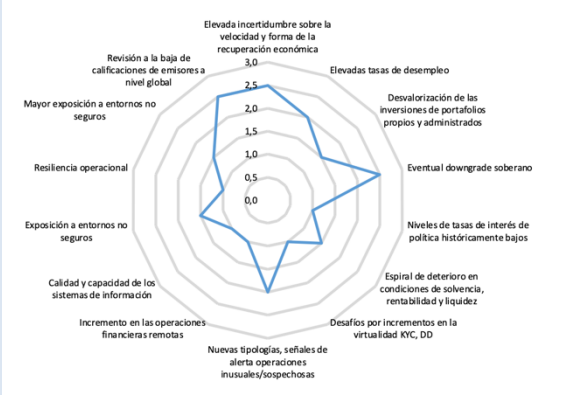 Elevada incertidumbre sobre la
velocidad y forma de la
recuperación económica
Elevadas tasas de desempleo
Desvalorización de las
inversiones de portafolios
propios y administrados
Eventual downgrade soberano
Niveles de tasas de interés de
política históricamente bajos
Espiral de deterioro en
condiciones de solvencia,
rentabilidad y liquidez
Desafíos por incrementos en la
virtualidad KYC, DD
Nuevas tipologías, señales de
alerta operaciones
inusuales/sospechosas
Incremento en las operaciones
financieras remotas
Calidad y capacidad de los
sistemas de información
Exposición a entornos no
seguros
Resiliencia operacional
Mayor exposición a entornos no
seguros
Revisión a la baja de
calificaciones de emisores a
nivel global
3,0
2,5
2,0
1,5
1,0
0,5
0,0